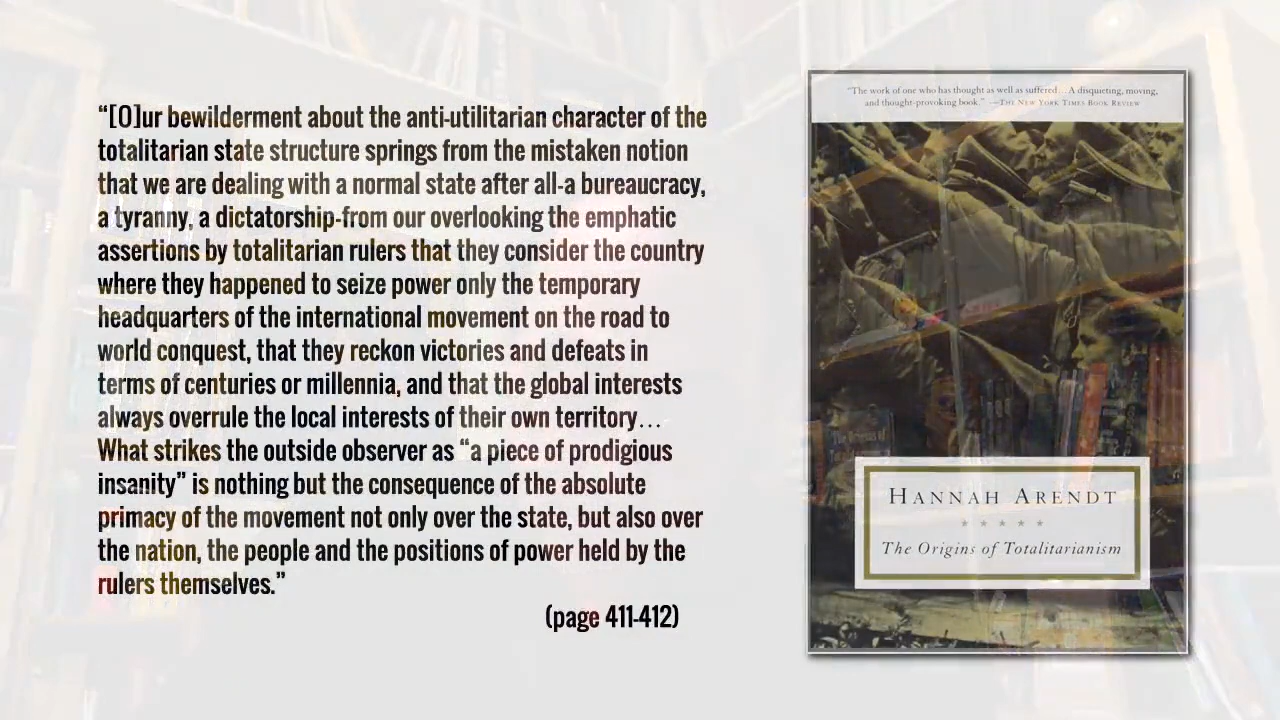 “[O]ur bewilderment about the anti-utilitarian character of the
totalitarian state structure springs from the mistaken notion
that we are dealing with a normal state after all-a bureaucracy,
a tyranny, a dictatorship-from our overlooking the emphatic
assertions by totalitarian rulers that they consider the country
where they happened to seize power only the temporary
headquarters of the international movement on the road to
world conquest, that they reckon victories and defeats in
terms of centuries or millennia, and that the global interests
always overrule the local interests of their own territory…
What strikes the outside observer as “a piece of prodigious
insanity” is nothing but the consequence of the absolute
primacy of the movement not only over the state, but also over
the nation, the people and the positions of power held by the
rulers themselves.”
(page 411-412)
“The work of one who has thought as well as suffered…A disquieting, moving,
and thought-provoking book.” —The New York Times Book Review
The Origins of
Hannah Arendt
The Origins of Totalitarianism